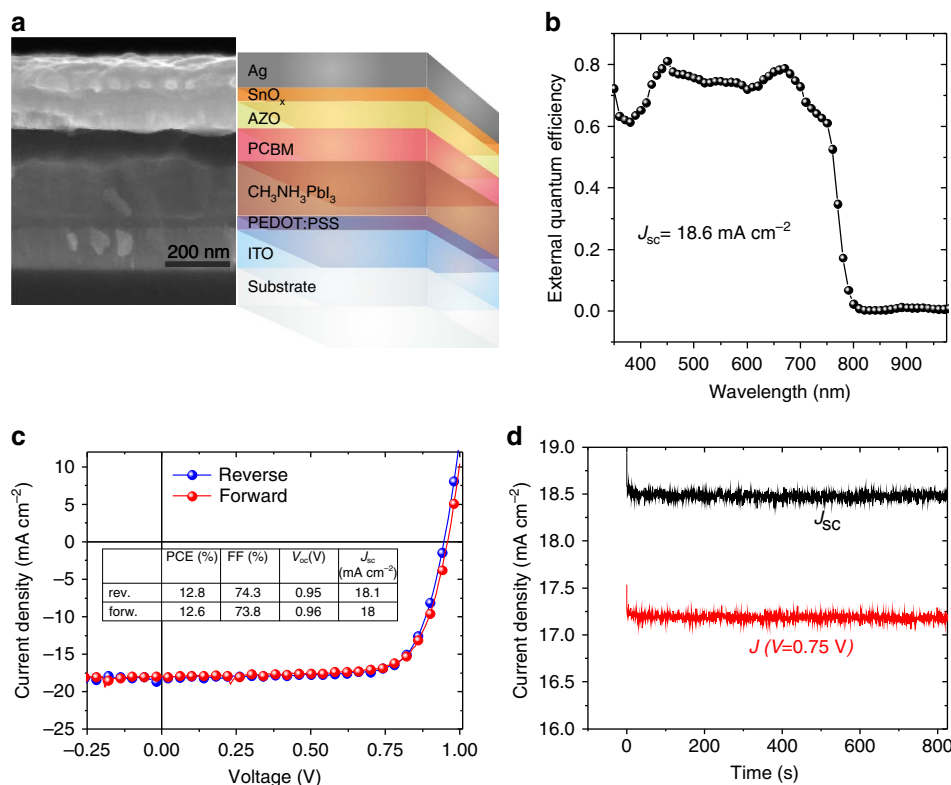 a
Ag
SnOₓ
AZO
PCBM
CH₃NH₃PbI₃
PEDOT:PSS
ITO
Substrate
200 nm
b
External quantum efficiency
0.8
0.6
0.4
0.2
0.0
Jsc= 18.6 mA cm⁻²
400 500 600 700 800 900
Wavelength (nm)
c
Current density (mA cm⁻²)
10
5
0
−5
−10
−15
−20
−25
Reverse
Forward
PCE (%) FF (%) Voc(V) Jsc (mA cm⁻²)
rev. 12.8 74.3 0.95 18.1
forw. 12.6 73.8 0.96 18
−0.25 0.00 0.25 0.50 0.75 1.00
Voltage (V)
d
Current density (mA cm⁻²)
19.0
18.5
18.0
17.5
17.0
16.5
16.0
Jsc
J (V=0.75 V)
0 200 400 600 800
Time (s)